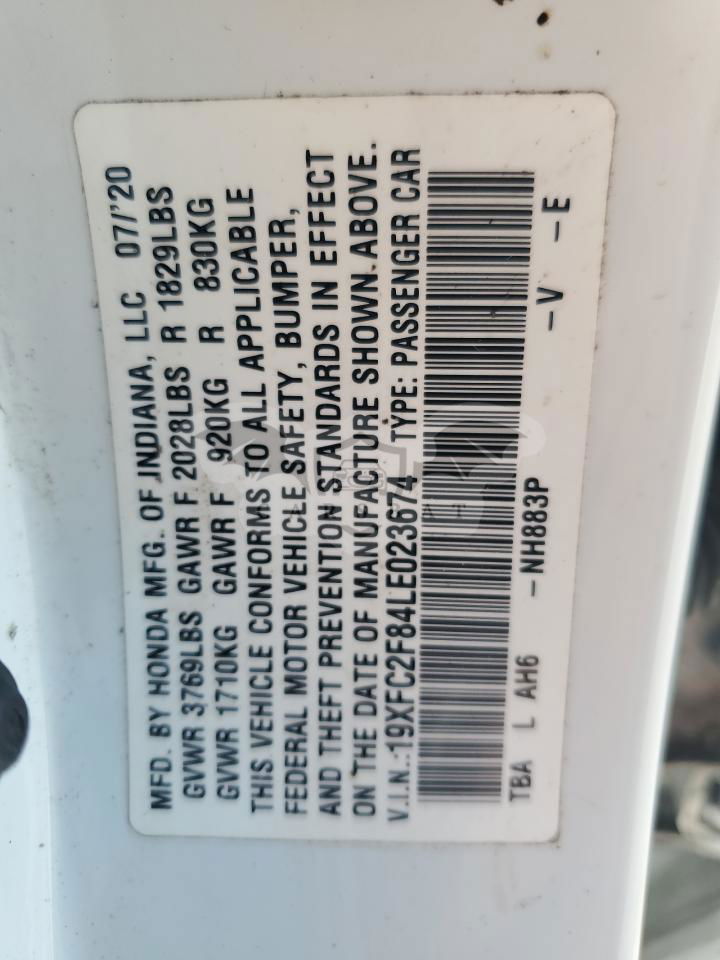 MFD. BY HONDA MFG. OF INDIANA, LLC 07/'20
GVWR 3769LBS GAWR F 2028LBS R 1829LBS
GVWR 1710KG GAWR F 920KG R 830KG
THIS VEHICLE CONFORMS TO ALL APPLICABLE
FEDERAL MOTOR VEHICLE SAFETY, BUMPER,
AND THEFT PREVENTION STANDARDS IN EFFECT
ON THE DATE OF MANUFACTURE SHOWN ABOVE.
V.I.N.:19XFC2F84LE023674 TYPE: PASSENGER CAR
TBA L AH6 -NH883P -V -E